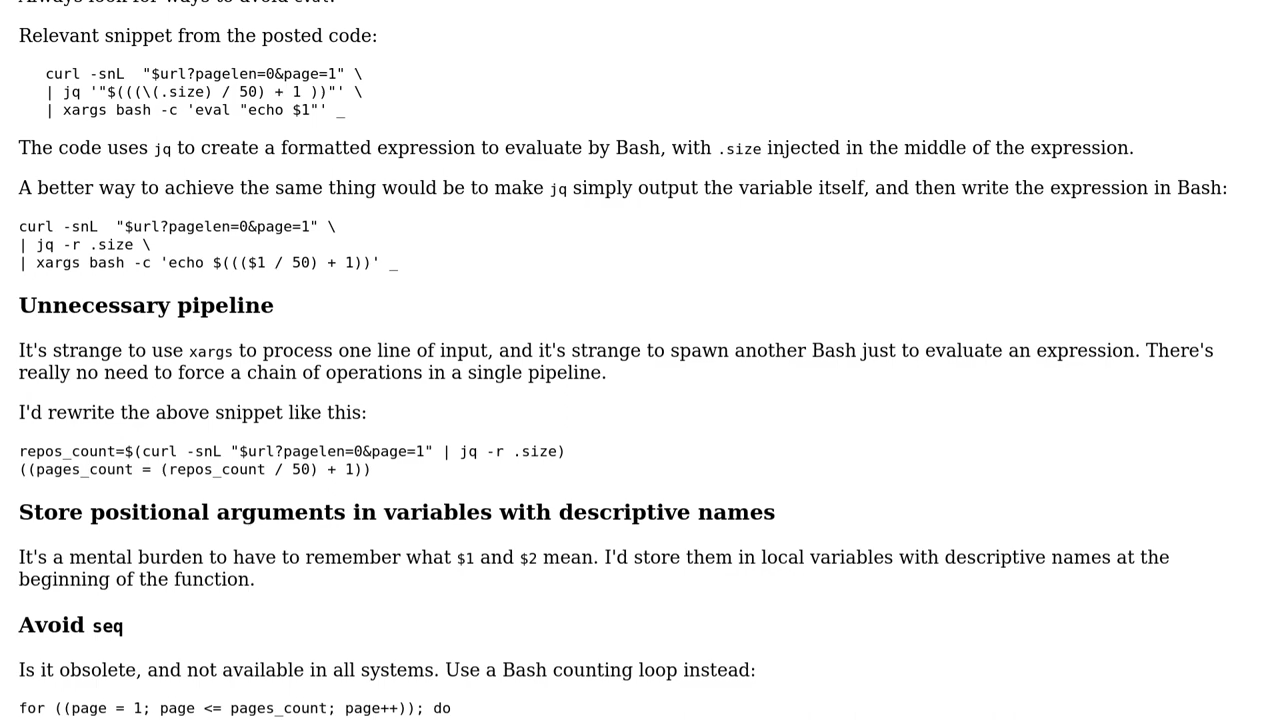 Always look for ways to avoid eval.
Relevant snippet from the posted code:
curl -snL  "$url?pagelen=0&page=1" \
| jq '"$(((\(.size) / 50) + 1 ))"' \
| xargs bash -c 'eval "echo $1"' _
The code uses jq to create a formatted expression to evaluate by Bash, with .size injected in the middle of the expression.
A better way to achieve the same thing would be to make jq simply output the variable itself, and then write the expression in Bash:
curl -snL  "$url?pagelen=0&page=1" \
| jq -r .size \
| xargs bash -c 'echo $((($1 / 50) + 1))' _
Unnecessary pipeline
It's strange to use xargs to process one line of input, and it's strange to spawn another Bash just to evaluate an expression. There's
really no need to force a chain of operations in a single pipeline.
I'd rewrite the above snippet like this:
repos_count=$(curl -snL "$url?pagelen=0&page=1" | jq -r .size)
((pages_count = (repos_count / 50) + 1))
Store positional arguments in variables with descriptive names
It's a mental burden to have to remember what $1 and $2 mean. I'd store them in local variables with descriptive names at the
beginning of the function.
Avoid seq
Is it obsolete, and not available in all systems. Use a Bash counting loop instead:
for ((page = 1; page <= pages_count; page++)); do